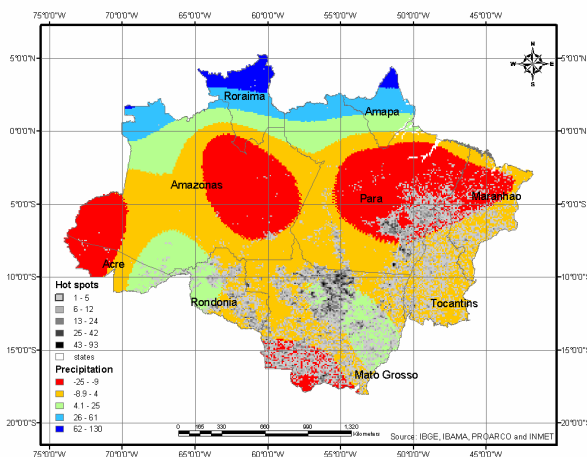 75°0'0"W 70°0'0"W 65°0'0"W 60°0'0"W 55°0'0"W 50°0'0"W 45°0'0"W
5°0'0"N 5°0'0"N
N
W E
S
Roraima
Amapa
0°0'0" 0°0'0"
Amazonas
Para
Maranhao
5°0'0"S 5°0'0"S
Acre
10°0'0"S 10°0'0"S
Hot spots
1 - 5
6 - 12
13 - 24
25 - 42
43 - 93
states
Rondonia
Tocantins
15°0'0"S 15°0'0"S
Mato Grosso
Precipitation
-25 - -9
-8.9 - 4
4.1 - 25
26 - 61
62 - 130
20°0'0"S 20°0'0"S
0 165 330 660 990 1,320
Kilometers
Source: IBGE, IBAMA, PROARCO and INMET
75°0'0"W 70°0'0"W 65°0'0"W 60°0'0"W 55°0'0"W 50°0'0"W 45°0'0"W